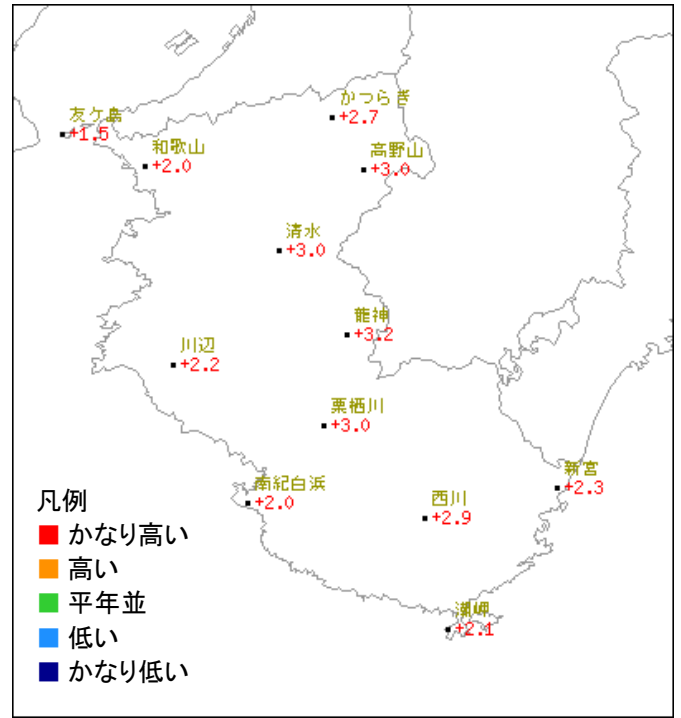 かつらぎ
+2.7
友ケ島
+1.5
和歌山
+2.0
高野山
+3.0
清水
+3.0
龍神
+3.2
川辺
+2.2
栗栖川
+3.0
南紀白浜
+2.0
西川
+2.9
新宮
+2.3
潮岬
+2.1
凡例
かなり高い
高い
平年並
低い
かなり低い